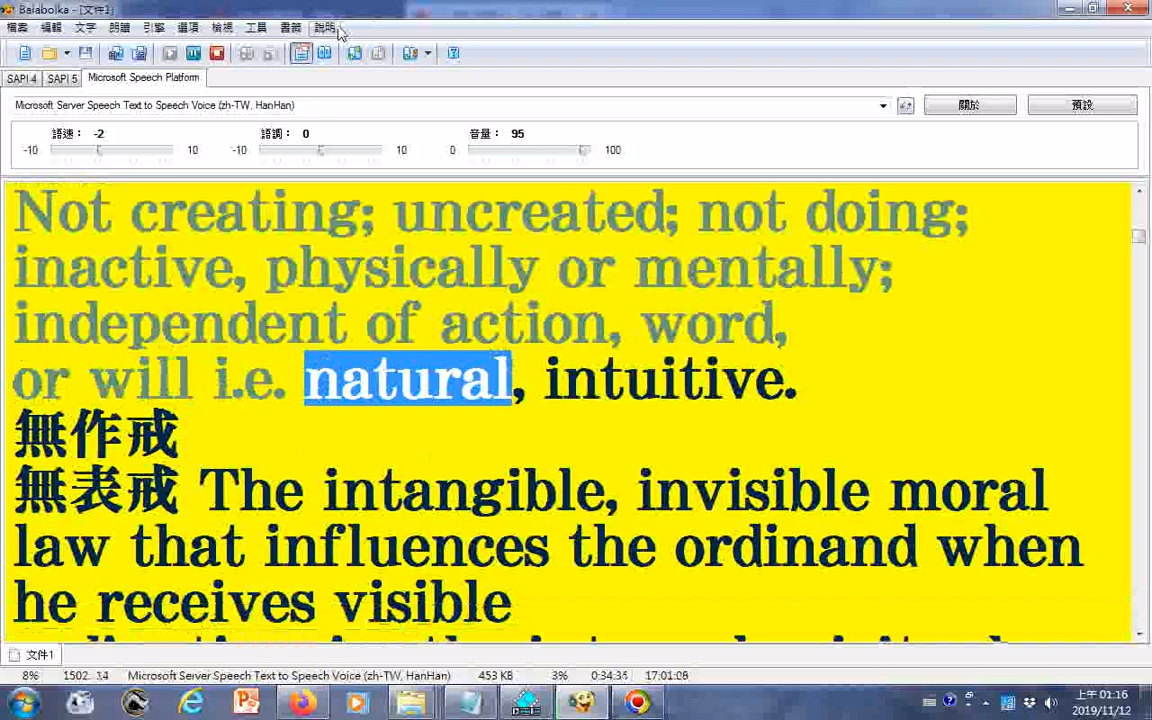 Balabolka - [文件1]
檔案 編輯 文字 朗讀 引擎 選項 檢視 工具 書籤 說明
SAPI 4 SAPI 5 Microsoft Speech Platform
Microsoft Server Speech Text to Speech Voice (zh-TW, HanHan) 關於 預設
語速： -2 語調： 0 音量： 95
-10 10 -10 10 0 100
Not creating; uncreated; not doing;
inactive, physically or mentally;
independent of action, word,
or will i.e. natural, intuitive.
無作戒
無表戒 The intangible, invisible moral
law that influences the ordinand when
he receives visible
文件1
8% Microsoft Server Speech Text to Speech Voice (zh-TW, HanHan) 453 KB 3% 0:34:35 17:01:08
上午 01:16
2019/11/12